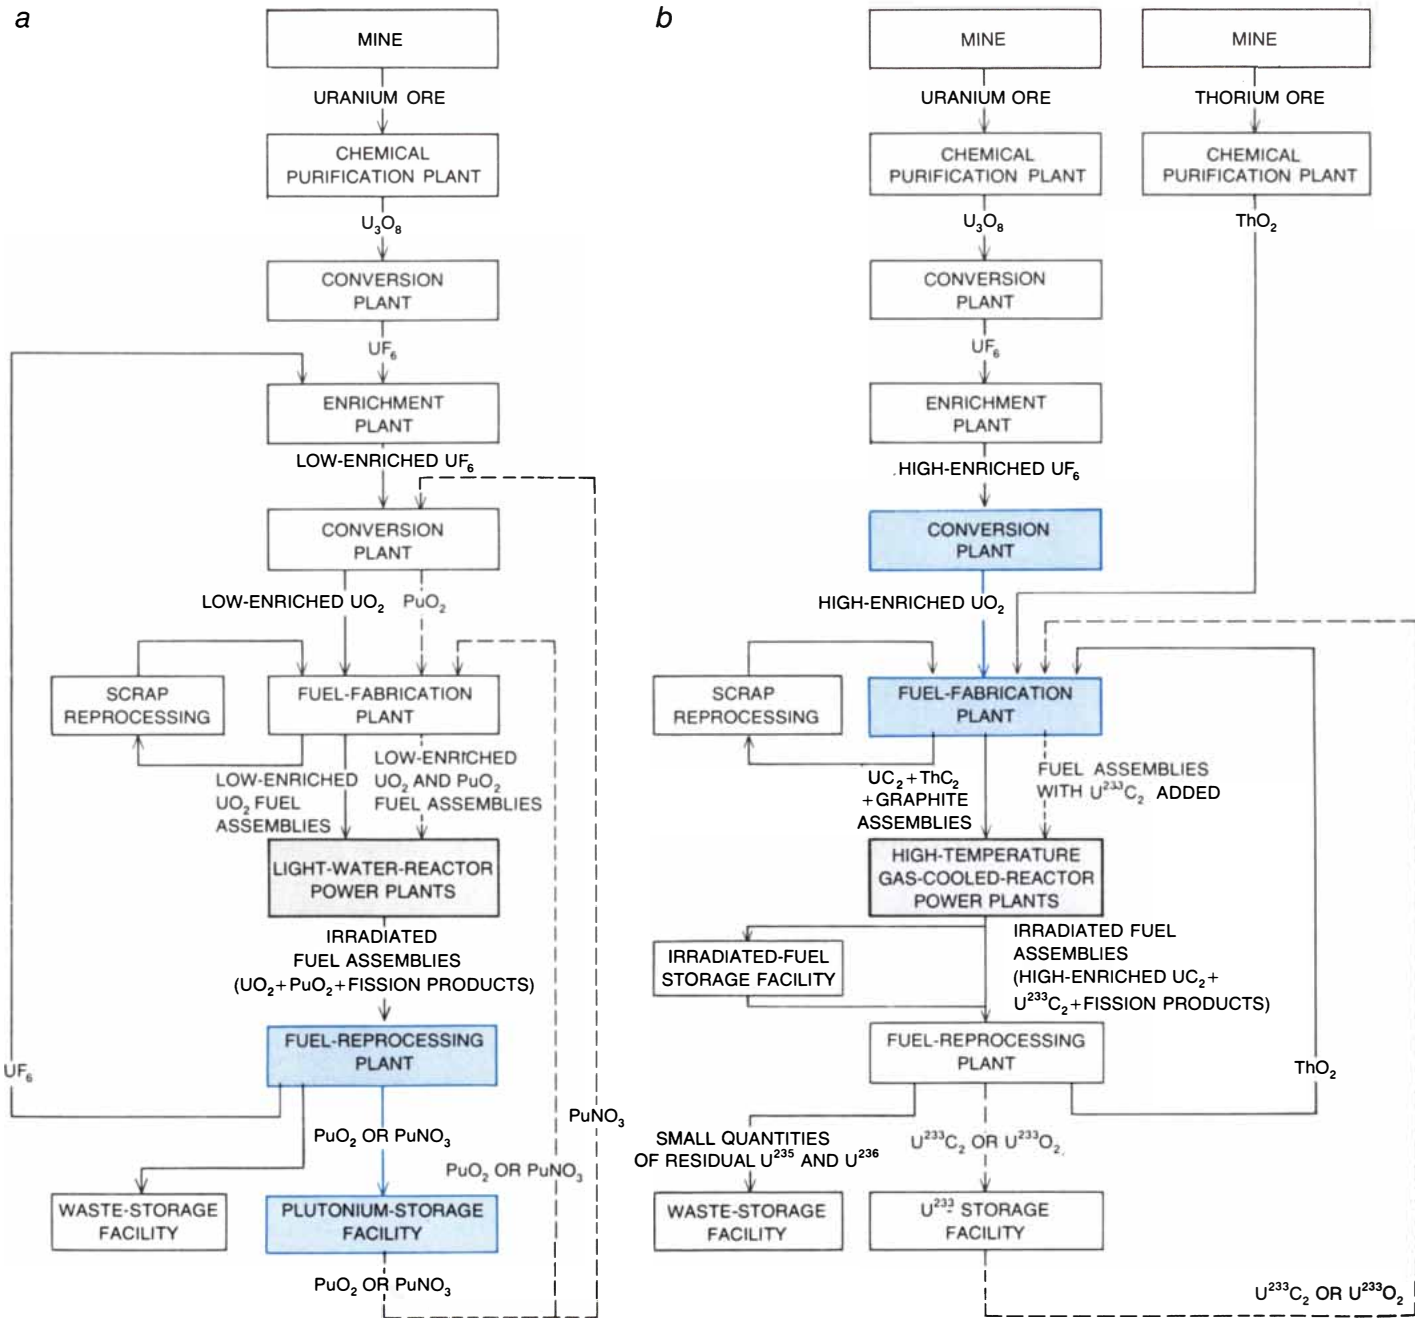 a
MINE
URANIUM ORE
CHEMICAL
PURIFICATION PLANT
U₃O₈
CONVERSION
PLANT
UF₆
ENRICHMENT
PLANT
LOW-ENRICHED UF₆
CONVERSION
PLANT
LOW-ENRICHED UO₂
PuO₂
SCRAP
REPROCESSING
FUEL-FABRICATION
PLANT
LOW-ENRICHED
UO₂ FUEL
ASSEMBLIES
LOW-ENRICHED
UO₂ AND PuO₂
FUEL ASSEMBLIES
LIGHT-WATER-REACTOR
POWER PLANTS
IRRADIATED
FUEL ASSEMBLIES
(UO₂+PuO₂+FISSION PRODUCTS)
FUEL-REPROCESSING
PLANT
UF₆
PuO₂ OR PuNO₃
PuNO₃
PuO₂ OR PuNO₃
WASTE-STORAGE
FACILITY
PLUTONIUM-STORAGE
FACILITY
PuO₂ OR PuNO₃
b
MINE
MINE
URANIUM ORE
THORIUM ORE
CHEMICAL
PURIFICATION PLANT
CHEMICAL
PURIFICATION PLANT
U₃O₈
ThO₂
CONVERSION
PLANT
UF₆
ENRICHMENT
PLANT
HIGH-ENRICHED UF₆
CONVERSION
PLANT
HIGH-ENRICHED UO₂
SCRAP
REPROCESSING
FUEL-FABRICATION
PLANT
UC₂+ThC₂
+GRAPHITE
ASSEMBLIES
FUEL ASSEMBLIES
WITH U²³³C₂ ADDED
HIGH-TEMPERATURE
GAS-COOLED-REACTOR
POWER PLANTS
IRRADIATED-FUEL
STORAGE FACILITY
IRRADIATED FUEL
ASSEMBLIES
(HIGH-ENRICHED UC₂+
U²³³C₂+FISSION PRODUCTS)
FUEL-REPROCESSING
PLANT
ThO₂
SMALL QUANTITIES
OF RESIDUAL U²³⁵ AND U²³⁶
U²³³C₂ OR U²³³O₂
WASTE-STORAGE
FACILITY
U²³³- STORAGE
FACILITY
U²³³C₂ OR U²³³O₂